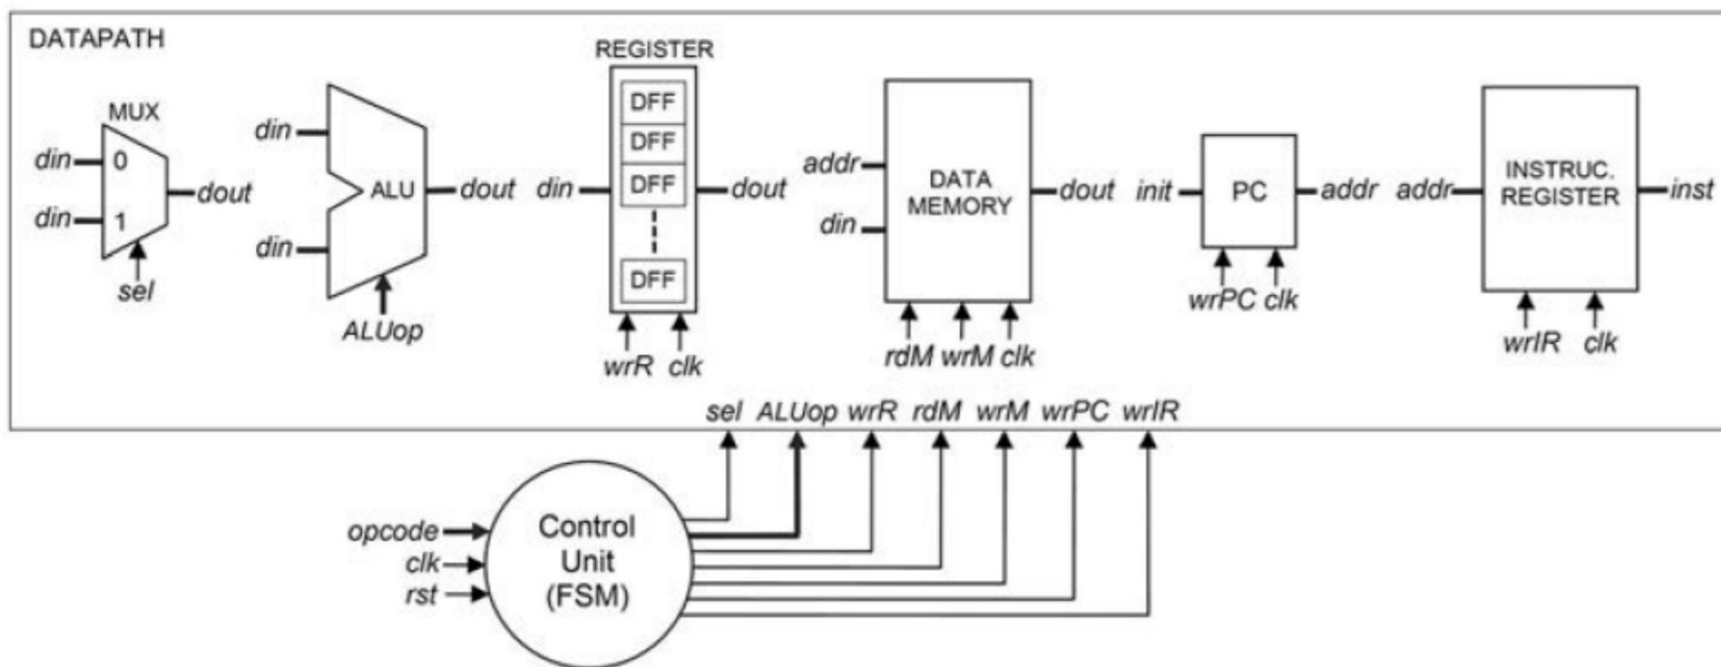 DATAPATH
MUX
din
0
din
1
dout
sel
din
din
ALU
dout
ALUop
REGISTER
din
DFF
DFF
DFF
DFF
dout
wrR clk
addr
din
DATA
MEMORY
dout
rdM wrM clk
init
PC
addr
wrPC clk
addr
INSTRUC.
REGISTER
inst
wrIR clk
sel ALUop wrR rdM wrM wrPC wrIR
opcode
clk
rst
Control
Unit
(FSM)